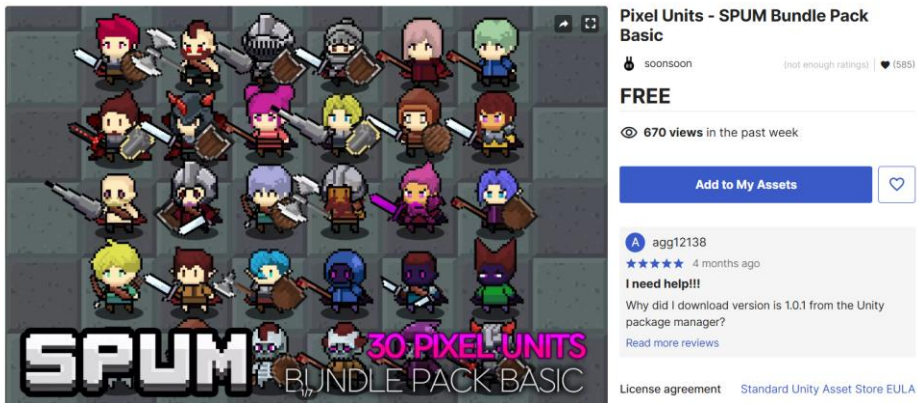 Pixel Units - SPUM Bundle Pack
Basic
soonsoon
(not enough ratings) | (585)
FREE
670 views in the past week
Add to My Assets
A agg12138
4 months ago
I need help!!!
Why did I download version is 1.0.1 from the Unity
package manager?
Read more reviews
License agreement Standard Unity Asset Store EULA
SPUM
30 PIXEL UNITS
BUNDLE PACK BASIC
1/7